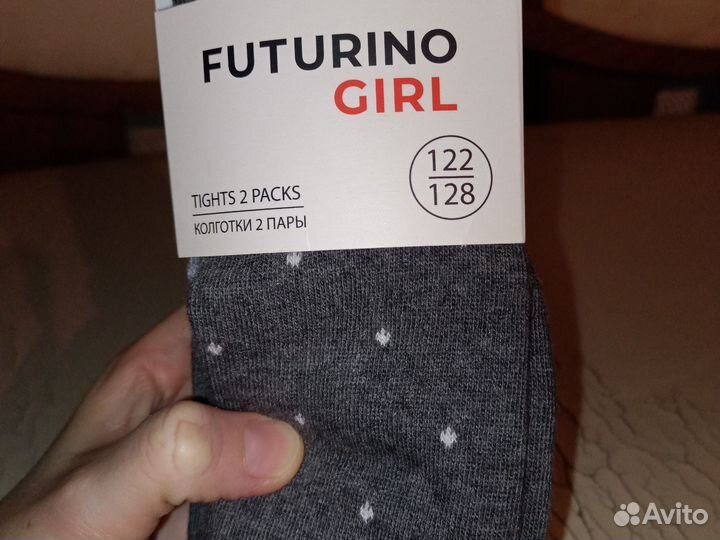 FUTURINO
GIRL
122
128
TIGHTS 2 PACKS
КОЛГОТКИ 2 ПАРЫ
Avito